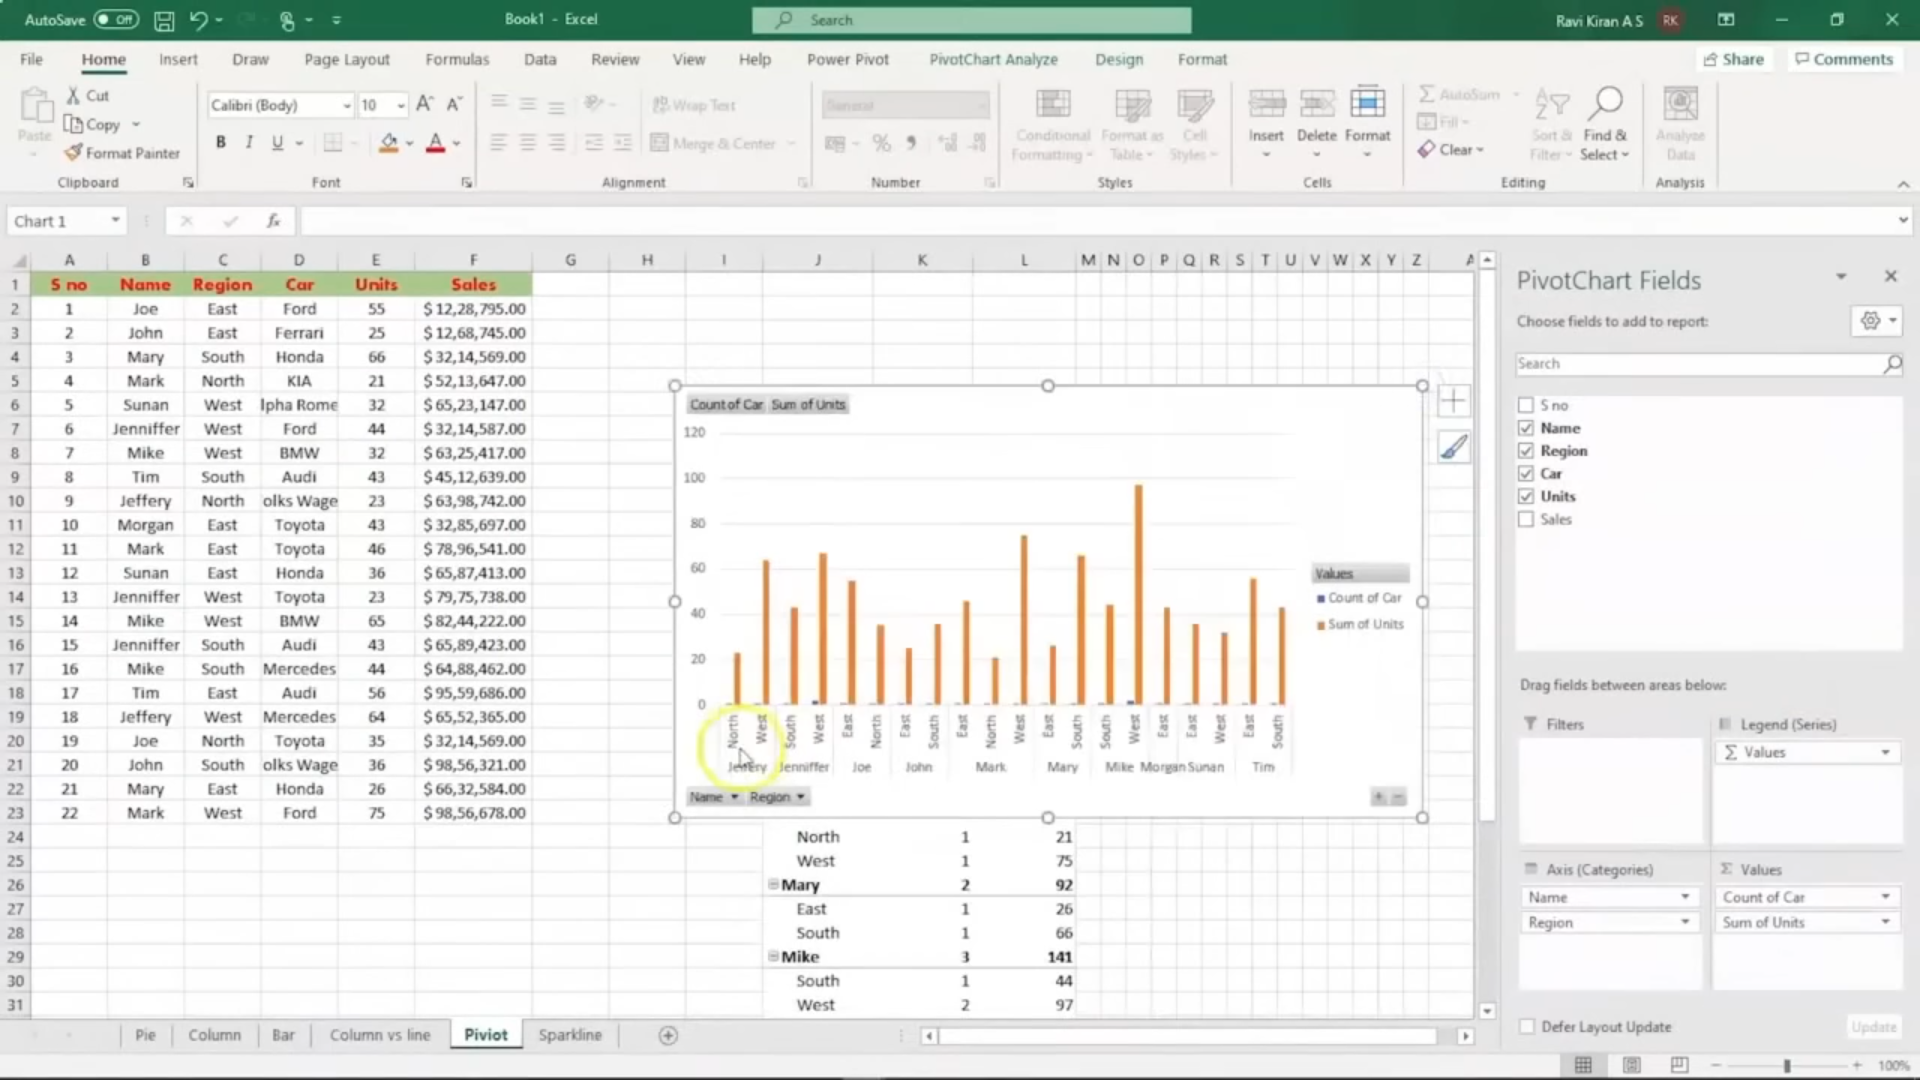 AutoSave Off Book1 - Excel Search Ravi Kiran A S RK
File Home Insert Draw Page Layout Formulas Data Review View Help Power Pivot PivotChart Analyze Design Format Share Comments
Paste Cut Copy Format Painter Clipboard
Calibri (Body) 10 A^ A˅ B I U A Font
Wrap Text Merge & Center Alignment
General % Number
Conditional Formatting Format as Table Cell Styles Styles
Insert Delete Format Cells
AutoSum Fill Clear Sort & Filter Find & Select Editing
Analyze Data Analysis
Chart 1 fx
A B C D E F G H I J K L M N O P Q R S T U V W X Y Z A
1 S no Name Region Car Units Sales
2 1 Joe East Ford 55 $ 12,28,795.00
3 2 John East Ferrari 25 $ 12,68,745.00
4 3 Mary South Honda 66 $ 32,14,569.00
5 4 Mark North KIA 21 $ 52,13,647.00
6 5 Sunan West lpha Rome 32 $ 65,23,147.00
7 6 Jenniffer West Ford 44 $ 32,14,587.00
8 7 Mike West BMW 32 $ 63,25,417.00
9 8 Tim South Audi 43 $ 45,12,639.00
10 9 Jeffery North olks Wage 23 $ 63,98,742.00
11 10 Morgan East Toyota 43 $ 32,85,697.00
12 11 Mark East Toyota 46 $ 78,96,541.00
13 12 Sunan East Honda 36 $ 65,87,413.00
14 13 Jenniffer West Toyota 23 $ 79,75,738.00
15 14 Mike West BMW 65 $ 82,44,222.00
16 15 Jenniffer South Audi 43 $ 65,89,423.00
17 16 Mike South Mercedes 44 $ 64,88,462.00
18 17 Tim East Audi 56 $ 95,59,686.00
19 18 Jeffery West Mercedes 64 $ 65,52,365.00
20 19 Joe North Toyota 35 $ 32,14,569.00
21 20 John South olks Wage 36 $ 98,56,321.00
22 21 Mary East Honda 26 $ 66,32,584.00
23 22 Mark West Ford 75 $ 98,56,678.00
24 North 1 21
25 West 1 75
26 Mary 2 92
27 East 1 26
28 South 1 66
29 Mike 3 141
30 South 1 44
31 West 2 97
Count of Car Sum of Units
120
100
80
60
40
20
0
North West South West East North East South East North West East South South West East East West East South
Jeffery Jenniffer Joe John Mark Mary Mike Morgan Sunan Tim
Name Region
Values
Count of Car
Sum of Units
PivotChart Fields
Choose fields to add to report:
Search
S no
Name
Region
Car
Units
Sales
Drag fields between areas below:
Filters Legend (Series)
Σ Values
Axis (Categories) Σ Values
Name Count of Car
Region Sum of Units
Defer Layout Update Update
Pie Column Bar Column vs line Piviot Sparkline
100%